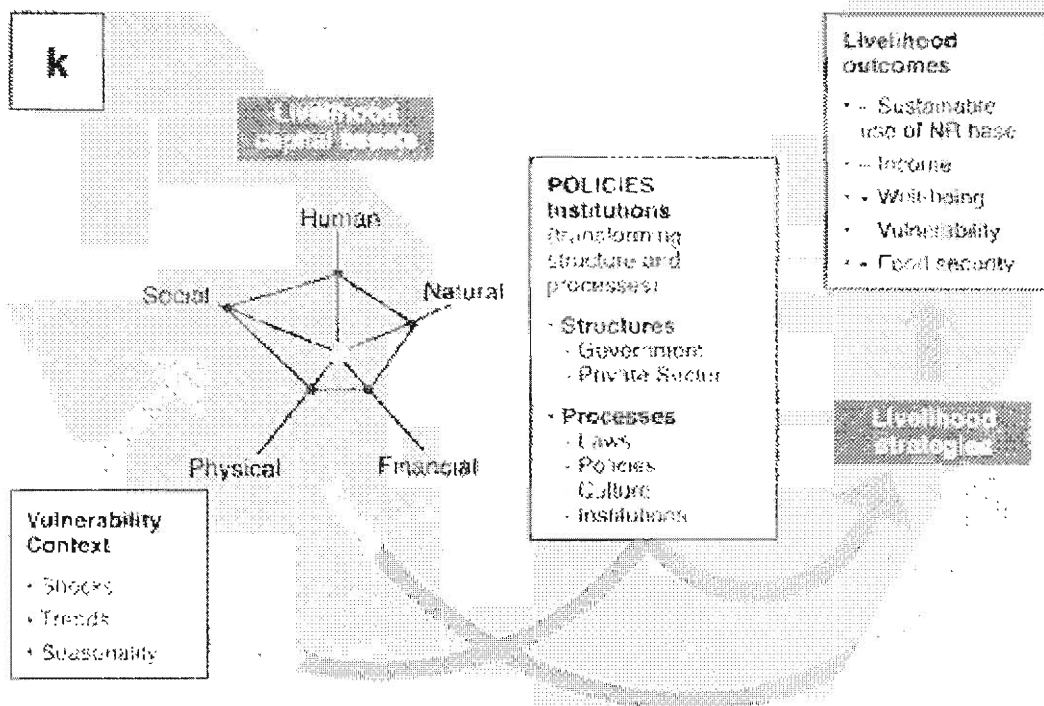 k
Livelihood
capital assets
Human
Social
Natural
Physical
Financial
Vulnerability
Context
• Shocks
• Trends
• Seasonality
POLICIES
Institutions
(transforming
structure and
processes)
• Structures
- Government
- Private Sector
• Processes
- Laws
- Policies
- Culture
- Institutions
Livelihood
outcomes
• - Sustainable
use of NR base
• - Income
• - Well-being
• Vulnerability
• - Food security
Livelihood
strategies